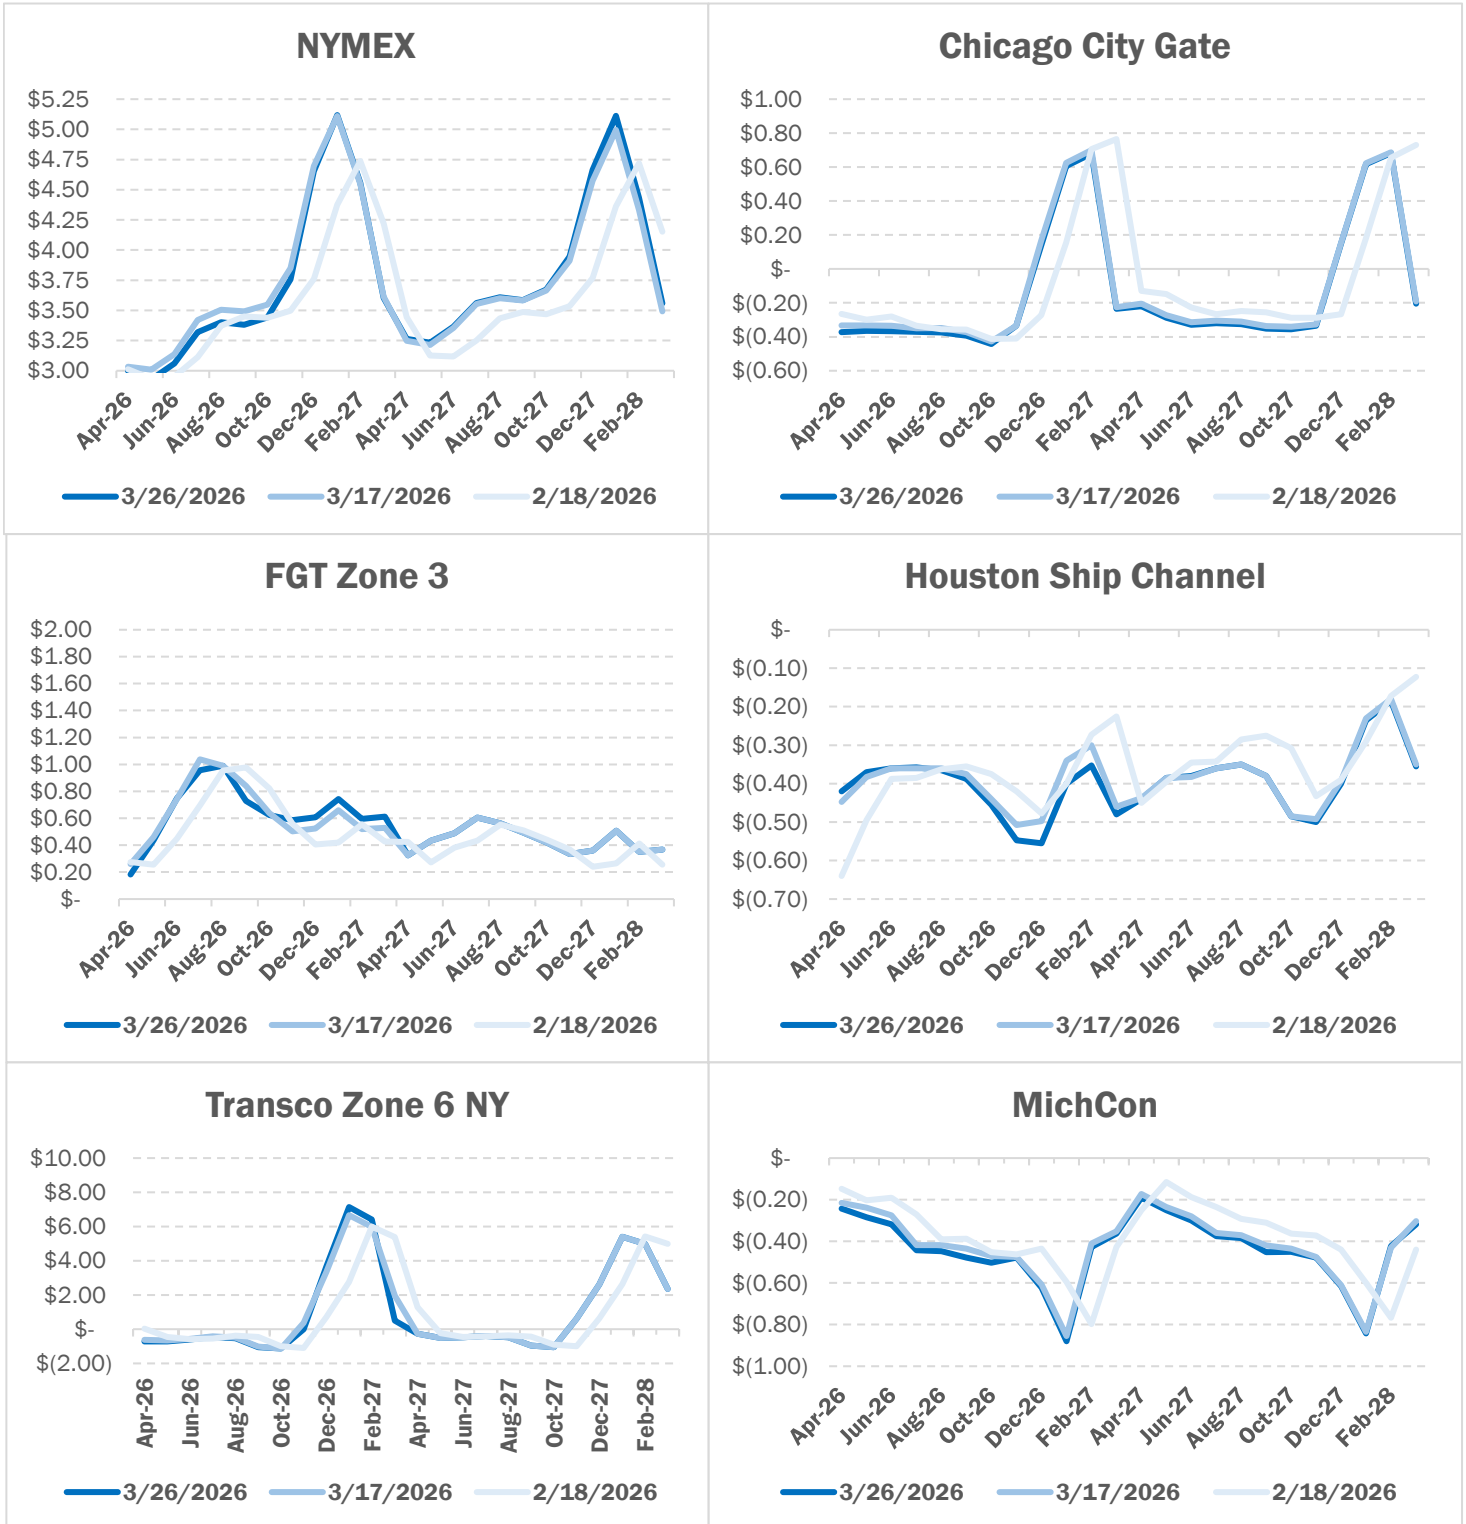 NYMEX
$5.25
$5.00
$4.75
$4.50
$4.25
$4.00
$3.75
$3.50
$3.25
$3.00
Apr-26 Jun-26 Aug-26 Oct-26 Dec-26 Feb-27 Apr-27 Jun-27 Aug-27 Oct-27 Dec-27 Feb-28
3/26/2026 3/17/2026 2/18/2026
Chicago City Gate
$1.00
$0.80
$0.60
$0.40
$0.20
$-
$(0.20)
$(0.40)
$(0.60)
Apr-26 Jun-26 Aug-26 Oct-26 Dec-26 Feb-27 Apr-27 Jun-27 Aug-27 Oct-27 Dec-27 Feb-28
3/26/2026 3/17/2026 2/18/2026
FGT Zone 3
$2.00
$1.80
$1.60
$1.40
$1.20
$1.00
$0.80
$0.60
$0.40
$0.20
$-
Apr-26 Jun-26 Aug-26 Oct-26 Dec-26 Feb-27 Apr-27 Jun-27 Aug-27 Oct-27 Dec-27 Feb-28
3/26/2026 3/17/2026 2/18/2026
Houston Ship Channel
$-
$(0.10)
$(0.20)
$(0.30)
$(0.40)
$(0.50)
$(0.60)
$(0.70)
Apr-26 Jun-26 Aug-26 Oct-26 Dec-26 Feb-27 Apr-27 Jun-27 Aug-27 Oct-27 Dec-27 Feb-28
3/26/2026 3/17/2026 2/18/2026
Transco Zone 6 NY
$10.00
$8.00
$6.00
$4.00
$2.00
$-
$(2.00)
Apr-26 Jun-26 Aug-26 Oct-26 Dec-26 Feb-27 Apr-27 Jun-27 Aug-27 Oct-27 Dec-27 Feb-28
3/26/2026 3/17/2026 2/18/2026
MichCon
$-
$(0.20)
$(0.40)
$(0.60)
$(0.80)
$(1.00)
Apr-26 Jun-26 Aug-26 Oct-26 Dec-26 Feb-27 Apr-27 Jun-27 Aug-27 Oct-27 Dec-27 Feb-28
3/26/2026 3/17/2026 2/18/2026